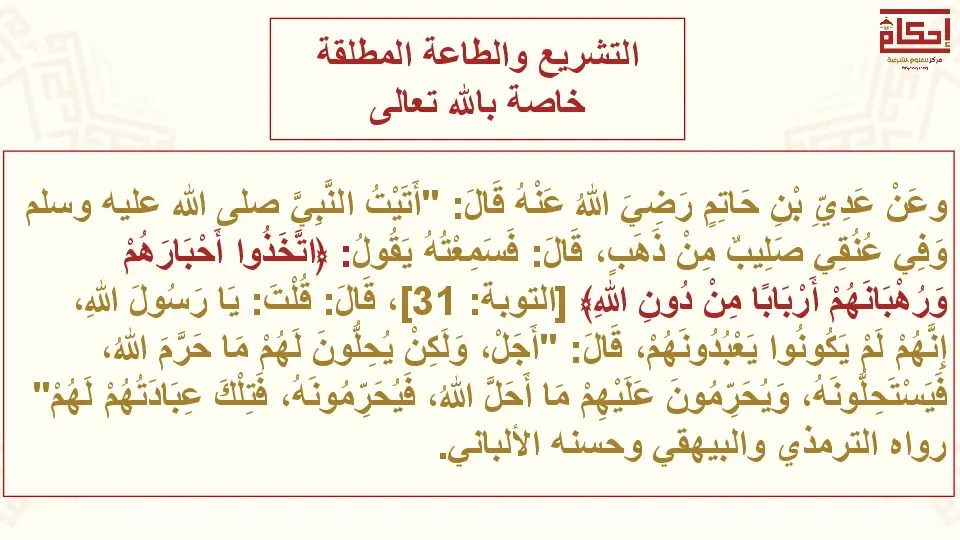 إحكام
مركز للعلوم الشرعية
التشريع والطاعة المطلقة
خاصة بالله تعالى
وعَنْ عَدِيِّ بْنِ حَاتِمٍ رَضِيَ اللهُ عَنْهُ قَالَ: "أَتَيْتُ النَّبِيَّ صلى الله عليه وسلم
وَفِي عُنُقِي صَلِيبٌ مِنْ ذَهَبٍ، قَالَ: فَسَمِعْتُهُ يَقُولُ: ﴿اتَّخَذُوا أَحْبَارَهُمْ
وَرُهْبَانَهُمْ أَرْبَابًا مِنْ دُونِ اللهِ﴾ [التوبة: 31]، قَالَ: قُلْتَ: يَا رَسُولَ اللهِ،
إِنَّهُمْ لَمْ يَكُونُوا يَعْبُدُونَهُمْ، قَالَ: "أَجَلْ، وَلَكِنْ يُحِلُّونَ لَهُمْ مَا حَرَّمَ اللهُ،
فَيَسْتَحِلُّونَهُ، وَيُحَرِّمُونَ عَلَيْهِمْ مَا أَحَلَّ اللهُ، فَيُحَرِّمُونَهُ، فَتِلْكَ عِبَادَتُهُمْ لَهُمْ"
رواه الترمذي والبيهقي وحسنه الألباني.